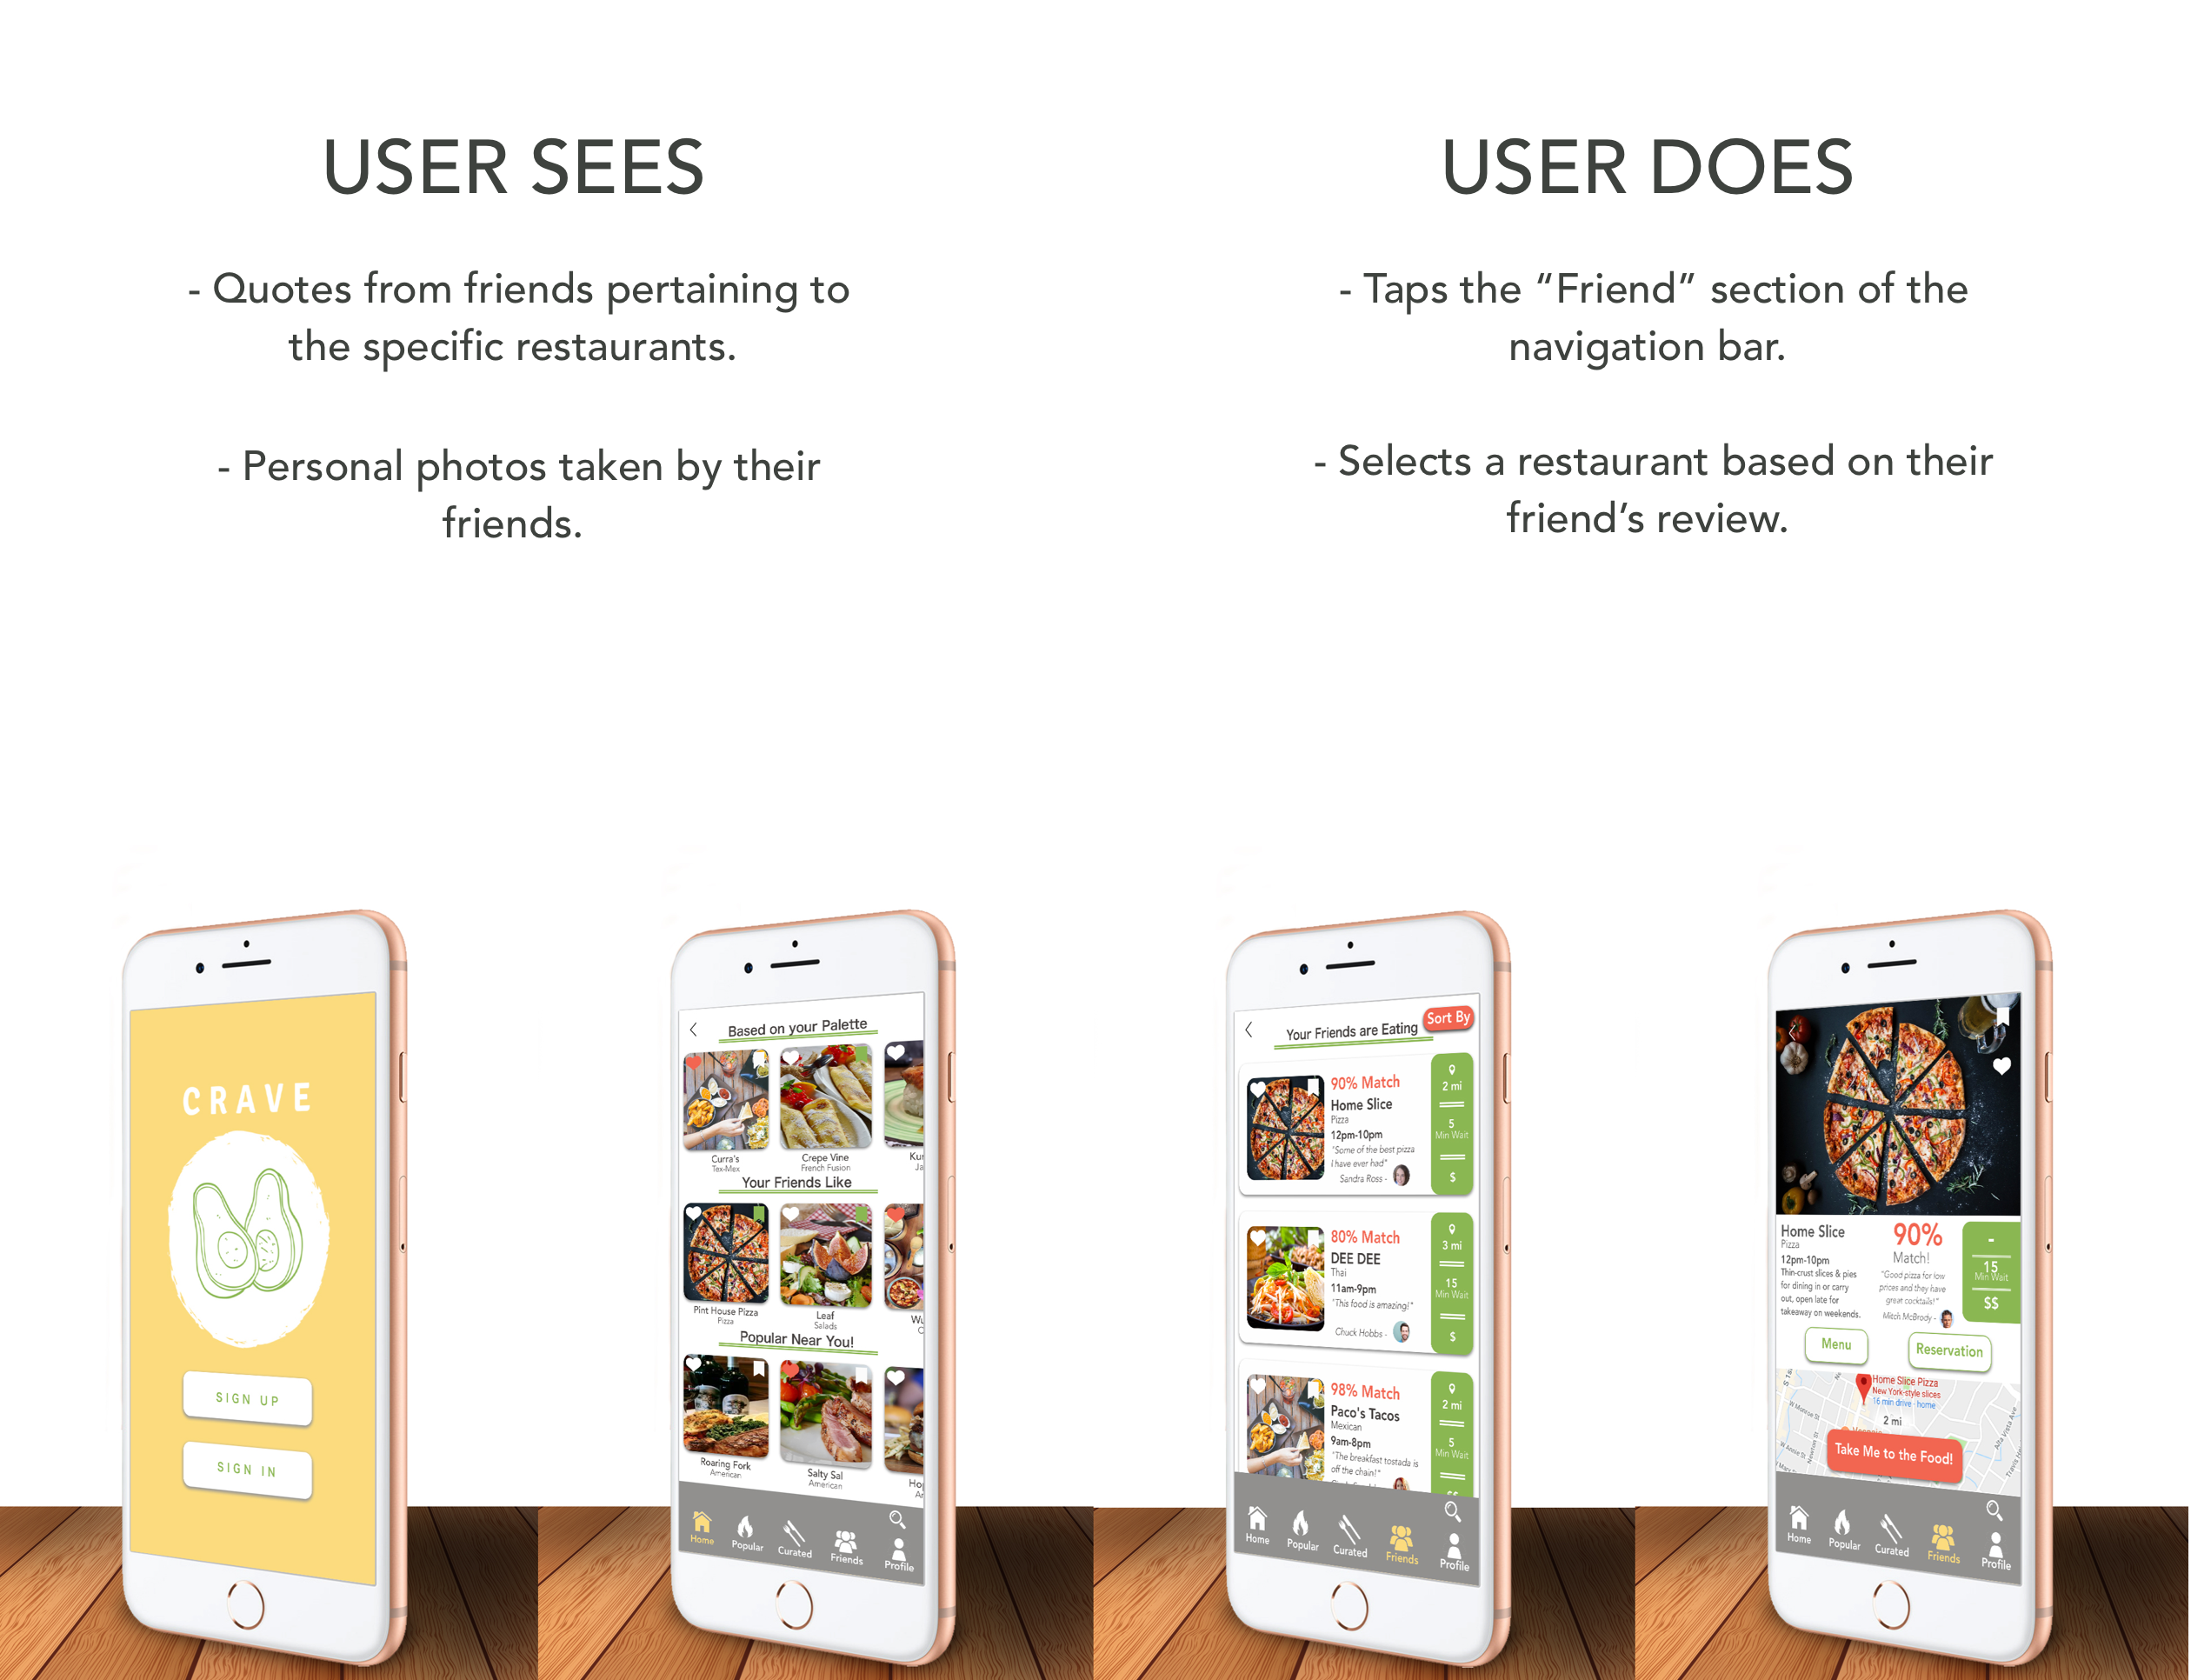 USER SEES
- Quotes from friends pertaining to
the specific restaurants.
- Personal photos taken by their
friends.
USER DOES
- Taps the “Friend” section of the
navigation bar.
- Selects a restaurant based on their
friend’s review.
CRAVE
SIGN UP
SIGN IN
Based on your Palette
Curra's
Tex-Mex
Crepe Vine
French Fusion
Your Friends Like
Pint House Pizza
Pizza
Leaf
Salads
Popular Near You!
Roaring Fork
American
Salty Sal
American
Home
Popular
Curated
Friends
Profile
Your Friends are Eating
Sort By
90% Match
Home Slice
Pizza
12pm-10pm
"Some of the best pizza
I have ever had"
Sandra Ross -
2 mi
5
Min Wait
$
80% Match
DEE DEE
Thai
11am-9pm
"This food is amazing!"
Chuck Hobbs -
3 mi
15
Min Wait
$
98% Match
Paco's Tacos
Mexican
9am-8pm
"The breakfast tostada is
off the chain!"
2 mi
5
Min Wait
Home
Popular
Curated
Friends
Profile
Home Slice
Pizza
12pm-10pm
Thin-crust slices & pies
for dining in or carry
out, open late for
takeaway on weekends.
90%
Match!
"Good pizza for low
prices and they have
great cocktails!"
Mitch McBrody -
-
15
Min Wait
$$
Menu
Reservation
Home Slice Pizza
New York-style slices
16 min drive - home
2 mi
W Monroe St
W Annie St
Newton St
Alta Vista Ave
Take Me to the Food!
Home
Popular
Curated
Friends
Profile